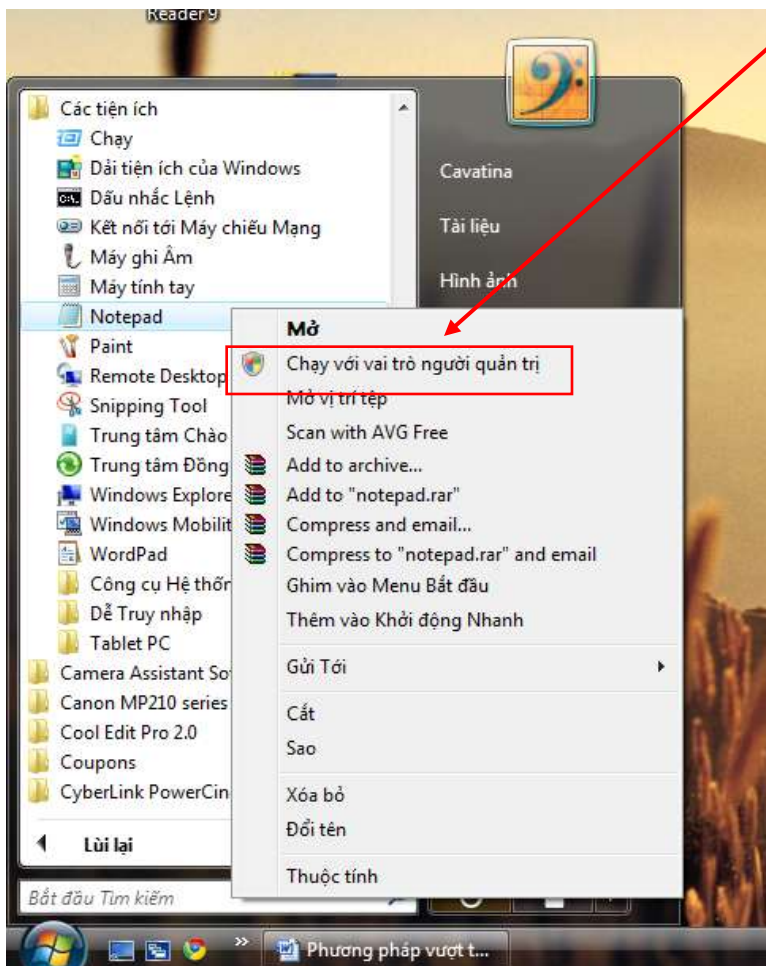 Reader 9
Các tiện ích
Chạy
Dải tiện ích của Windows
Dấu nhắc Lệnh
Kết nối tới Máy chiếu Mạng
Máy ghi Âm
Máy tính tay
Notepad
Paint
Remote Desktop
Snipping Tool
Trung tâm Chào
Trung tâm Đồng
Windows Explore
Windows Mobilit
WordPad
Công cụ Hệ thốn
Dễ Truy nhập
Tablet PC
Camera Assistant So
Canon MP210 series
Cool Edit Pro 2.0
Coupons
CyberLink PowerCin
Lùi lại
Bắt đầu Tìm kiếm
Cavatina
Tài liệu
Hình ảnh
Mở
Chạy với vai trò người quản trị
Mở vị trí tệp
Scan with AVG Free
Add to archive...
Add to "notepad.rar"
Compress and email...
Compress to "notepad.rar" and email
Ghim vào Menu Bắt đầu
Thêm vào Khởi động Nhanh
Gửi Tới
Cắt
Sao
Xóa bỏ
Đổi tên
Thuộc tính
Phương pháp vượt t...